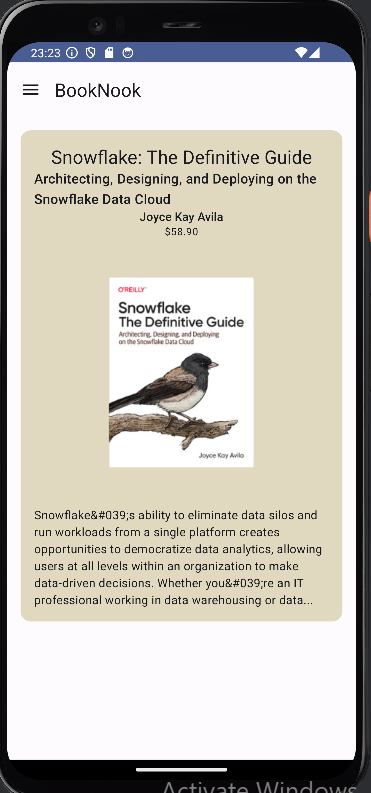 23:23
BookNook
Snowflake: The Definitive Guide
Architecting, Designing, and Deploying on the
Snowflake Data Cloud
Joyce Kay Avila
$58.90
O'REILLY
Snowflake
The Definitive Guide
Architecting, Designing, and Deploying
on the Snowflake Data Cloud
Joyce Kay Avila
Snowflake&#039;s ability to eliminate data silos and
run workloads from a single platform creates
opportunities to democratize data analytics, allowing
users at all levels within an organization to make
data-driven decisions. Whether you&#039;re an IT
professional working in data warehousing or data...
Activate Windows